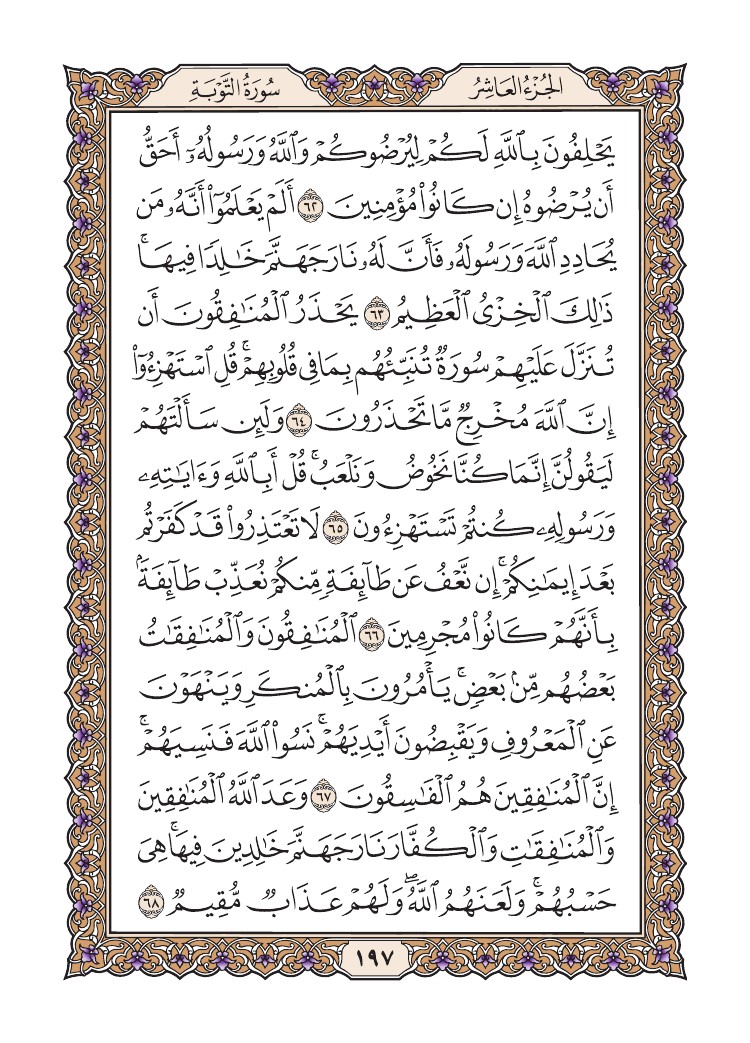 الجُزْءُ العَاشِرُ
سُورَةُ التَّوْبَةِ
يَحْلِفُونَ بِٱللَّهِ لَكُمْ لِيُرْضُوكُمْ وَٱللَّهُ وَرَسُولُهُۥٓ أَحَقُّ
أَن يُرْضُوهُ إِن كَانُوا۟ مُؤْمِنِينَ ٦٢ أَلَمْ يَعْلَمُوٓا۟ أَنَّهُۥ مَن
يُحَادِدِ ٱللَّهَ وَرَسُولَهُۥ فَأَنَّ لَهُۥ نَارَ جَهَنَّمَ خَٰلِدًا فِيهَا ۚ
ذَٰلِكَ ٱلْخِزْىُ ٱلْعَظِيمُ ٦٣ يَحْذَرُ ٱلْمُنَٰفِقُونَ أَن
تُنَزَّلَ عَلَيْهِمْ سُورَةٌ تُنَبِّئُهُم بِمَا فِى قُلُوبِهِمْ ۚ قُلِ ٱسْتَهْزِءُوٓا۟
إِنَّ ٱللَّهَ مُخْرِجٌ مَّا تَحْذَرُونَ ٦٤ وَلَئِن سَأَلْتَهُمْ
لَيَقُولُنَّ إِنَّمَا كُنَّا نَخُوضُ وَنَلْعَبُ ۚ قُلْ أَبِٱللَّهِ وَءَايَٰتِهِۦ
وَرَسُولِهِۦ كُنتُمْ تَسْتَهْزِءُونَ ٦٥ لَا تَعْتَذِرُوا۟ قَدْ كَفَرْتُم
بَعْدَ إِيمَٰنِكُمْ ۚ إِن نَّعْفُ عَن طَآئِفَةٍ مِّنكُمْ نُعَذِّبْ طَآئِفَةًۢ
بِأَنَّهُمْ كَانُوا۟ مُجْرِمِينَ ٦٦ ٱلْمُنَٰفِقُونَ وَٱلْمُنَٰفِقَٰتُ
بَعْضُهُم مِّنۢ بَعْضٍ ۚ يَأْمُرُونَ بِٱلْمُنكَرِ وَيَنْهَوْنَ
عَنِ ٱلْمَعْرُوفِ وَيَقْبِضُونَ أَيْدِيَهُمْ ۚ نَسُوا۟ ٱللَّهَ فَنَسِيَهُمْ ۚ
إِنَّ ٱلْمُنَٰفِقِينَ هُمُ ٱلْفَٰسِقُونَ ٦٧ وَعَدَ ٱللَّهُ ٱلْمُنَٰفِقِينَ
وَٱلْمُنَٰفِقَٰتِ وَٱلْكُفَّارَ نَارَ جَهَنَّمَ خَٰلِدِينَ فِيهَا ۚ هِىَ
حَسْبُهُمْ ۚ وَلَعَنَهُمُ ٱللَّهُ ۖ وَلَهُمْ عَذَابٌ مُّقِيمٌ ٦٨
١٩٧